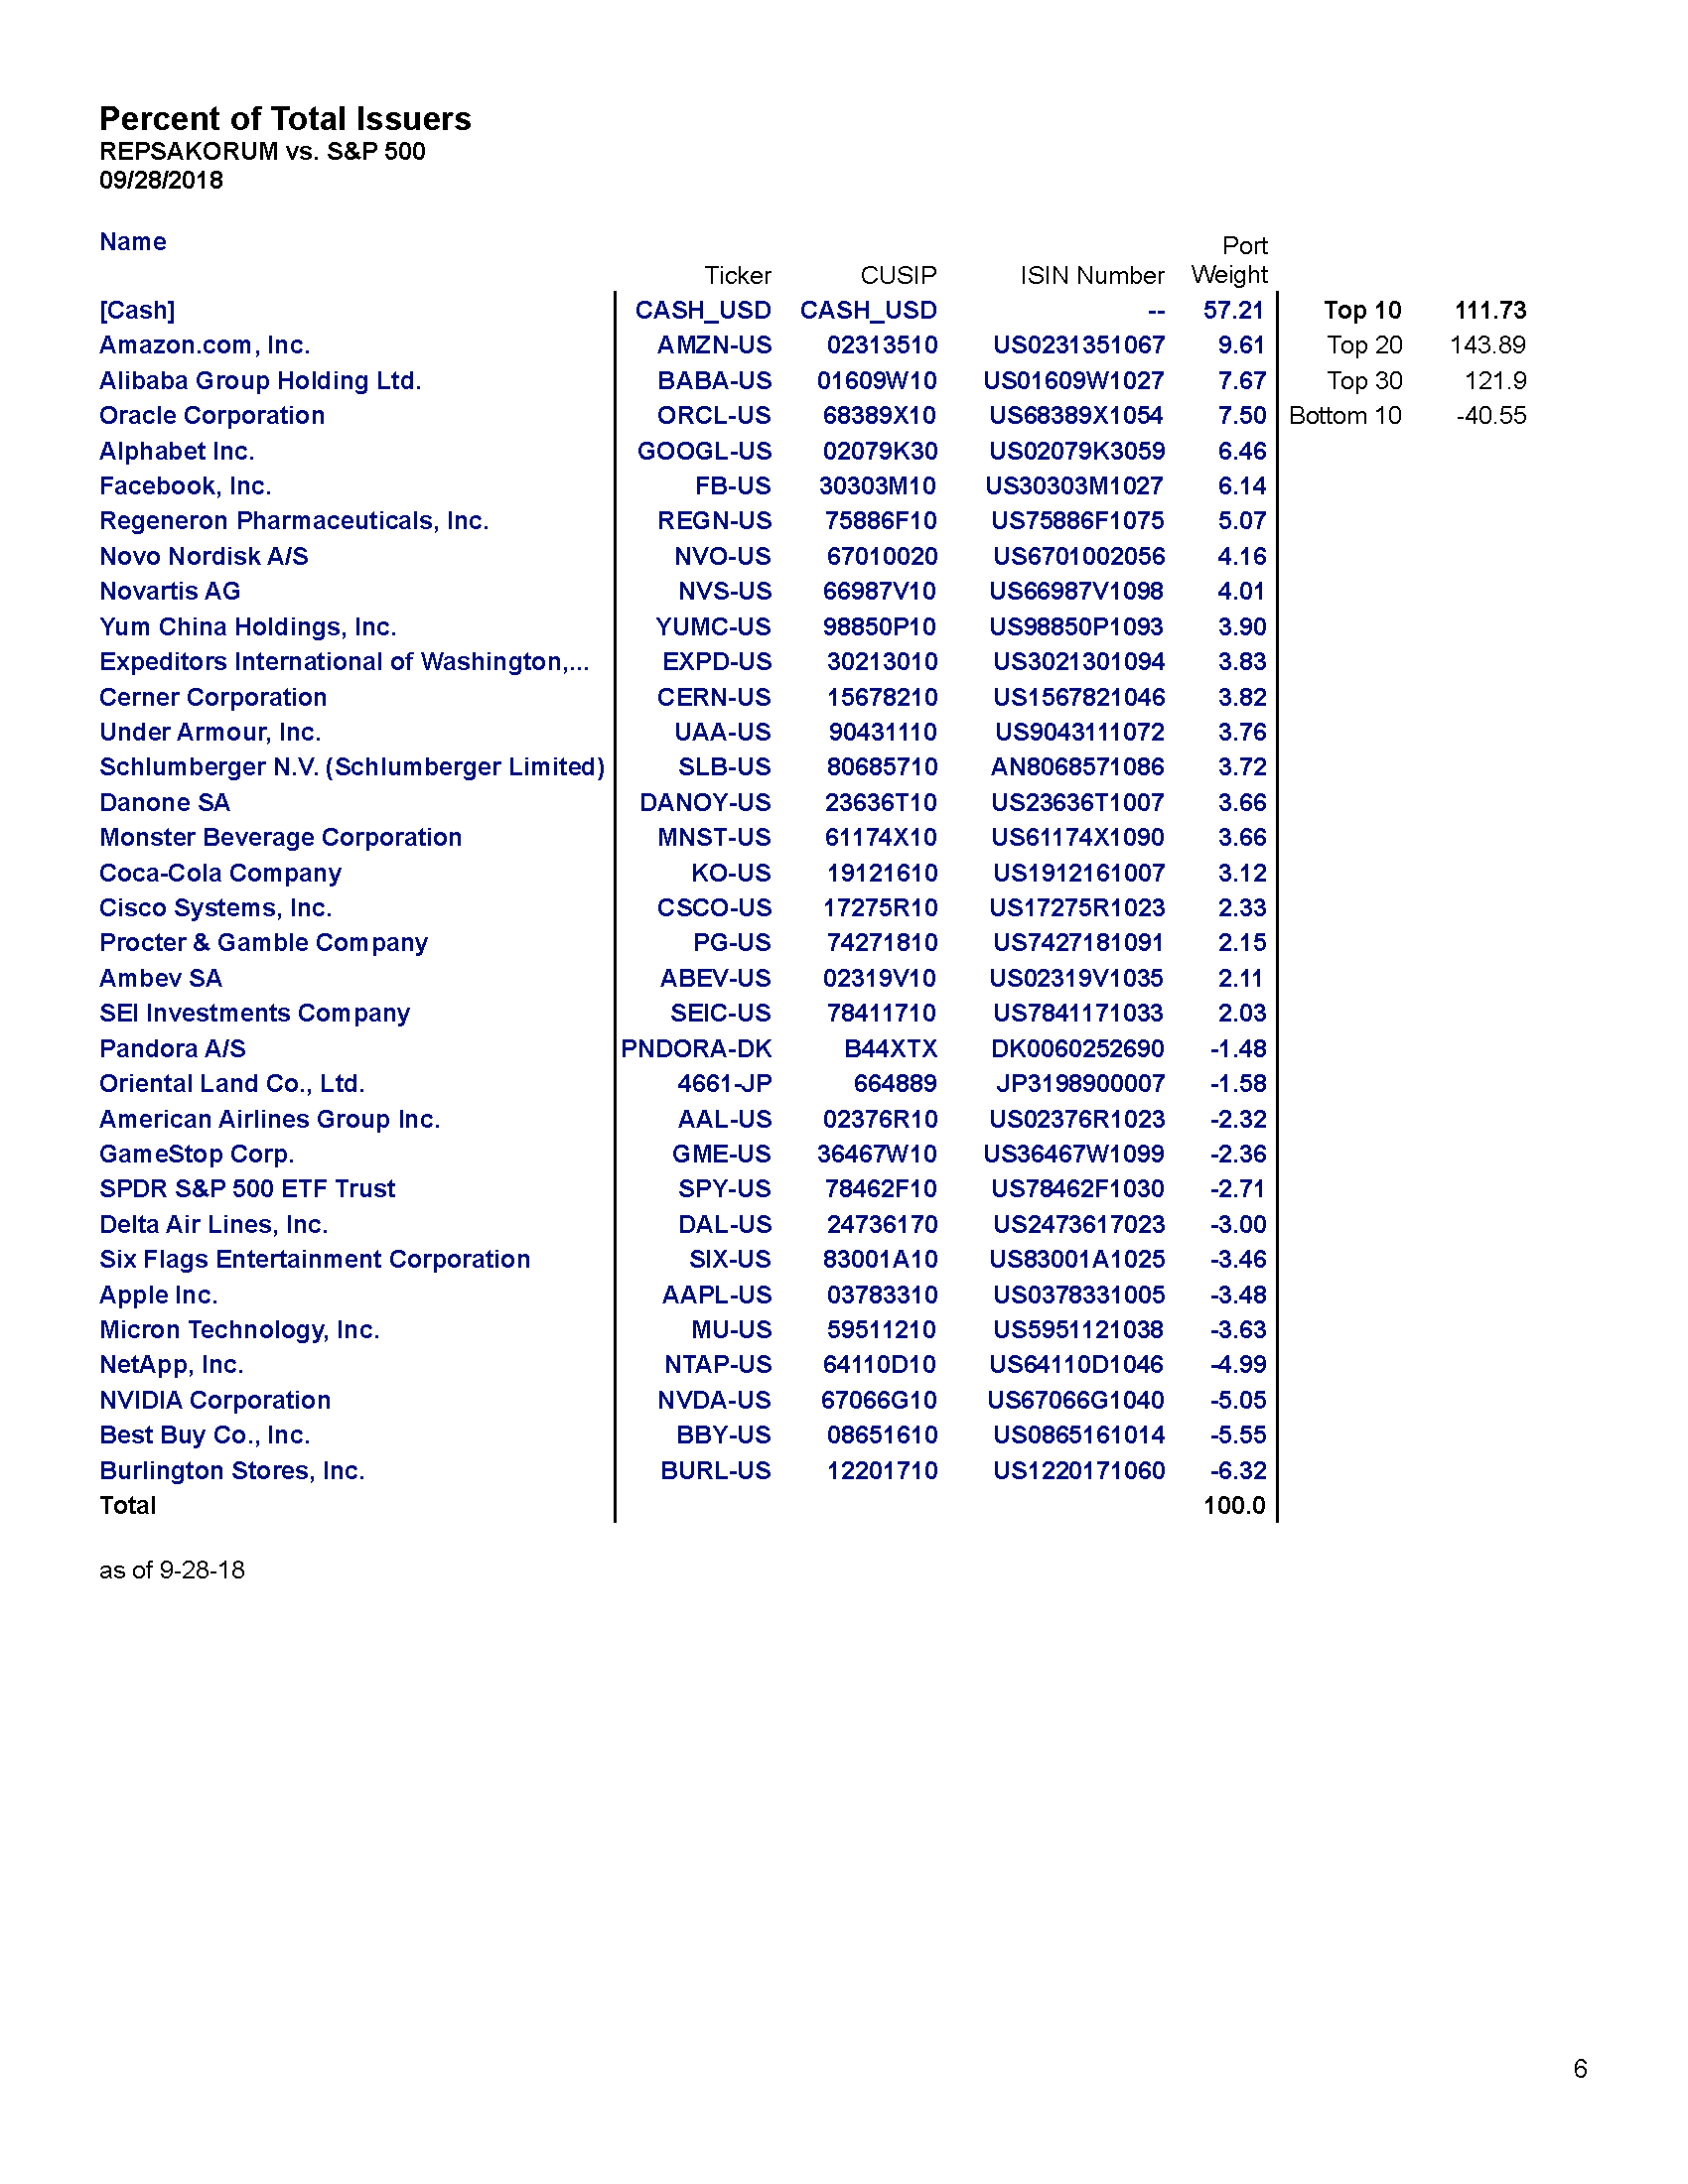 Percent of Total Issuers
REPSAKORUM vs. S&P 500
09/28/2018
Name Ticker CUSIP ISIN Number Port Weight
[Cash] CASH_USD CASH_USD -- 57.21 Top 10 111.73
Amazon.com, Inc. AMZN-US 02313510 US0231351067 9.61 Top 20 143.89
Alibaba Group Holding Ltd. BABA-US 01609W10 US01609W1027 7.67 Top 30 121.9
Oracle Corporation ORCL-US 68389X10 US68389X1054 7.50 Bottom 10 -40.55
Alphabet Inc. GOOGL-US 02079K30 US02079K3059 6.46
Facebook, Inc. FB-US 30303M10 US30303M1027 6.14
Regeneron Pharmaceuticals, Inc. REGN-US 75886F10 US75886F1075 5.07
Novo Nordisk A/S NVO-US 67010020 US6701002056 4.16
Novartis AG NVS-US 66987V10 US66987V1098 4.01
Yum China Holdings, Inc. YUMC-US 98850P10 US98850P1093 3.90
Expeditors International of Washington,... EXPD-US 30213010 US3021301094 3.83
Cerner Corporation CERN-US 15678210 US1567821046 3.82
Under Armour, Inc. UAA-US 90431110 US9043111072 3.76
Schlumberger N.V. (Schlumberger Limited) SLB-US 80685710 AN8068571086 3.72
Danone SA DANOY-US 23636T10 US23636T1007 3.66
Monster Beverage Corporation MNST-US 61174X10 US61174X1090 3.66
Coca-Cola Company KO-US 19121610 US1912161007 3.12
Cisco Systems, Inc. CSCO-US 17275R10 US17275R1023 2.33
Procter & Gamble Company PG-US 74271810 US7427181091 2.15
Ambev SA ABEV-US 02319V10 US02319V1035 2.11
SEI Investments Company SEIC-US 78411710 US7841171033 2.03
Pandora A/S PNDORA-DK B44XTX DK0060252690 -1.48
Oriental Land Co., Ltd. 4661-JP 664889 JP3198900007 -1.58
American Airlines Group Inc. AAL-US 02376R10 US02376R1023 -2.32
GameStop Corp. GME-US 36467W10 US36467W1099 -2.36
SPDR S&P 500 ETF Trust SPY-US 78462F10 US78462F1030 -2.71
Delta Air Lines, Inc. DAL-US 24736170 US2473617023 -3.00
Six Flags Entertainment Corporation SIX-US 83001A10 US83001A1025 -3.46
Apple Inc. AAPL-US 03783310 US0378331005 -3.48
Micron Technology, Inc. MU-US 59511210 US5951121038 -3.63
NetApp, Inc. NTAP-US 64110D10 US64110D1046 -4.99
NVIDIA Corporation NVDA-US 67066G10 US67066G1040 -5.05
Best Buy Co., Inc. BBY-US 08651610 US0865161014 -5.55
Burlington Stores, Inc. BURL-US 12201710 US1220171060 -6.32
Total 100.0
as of 9-28-18
6